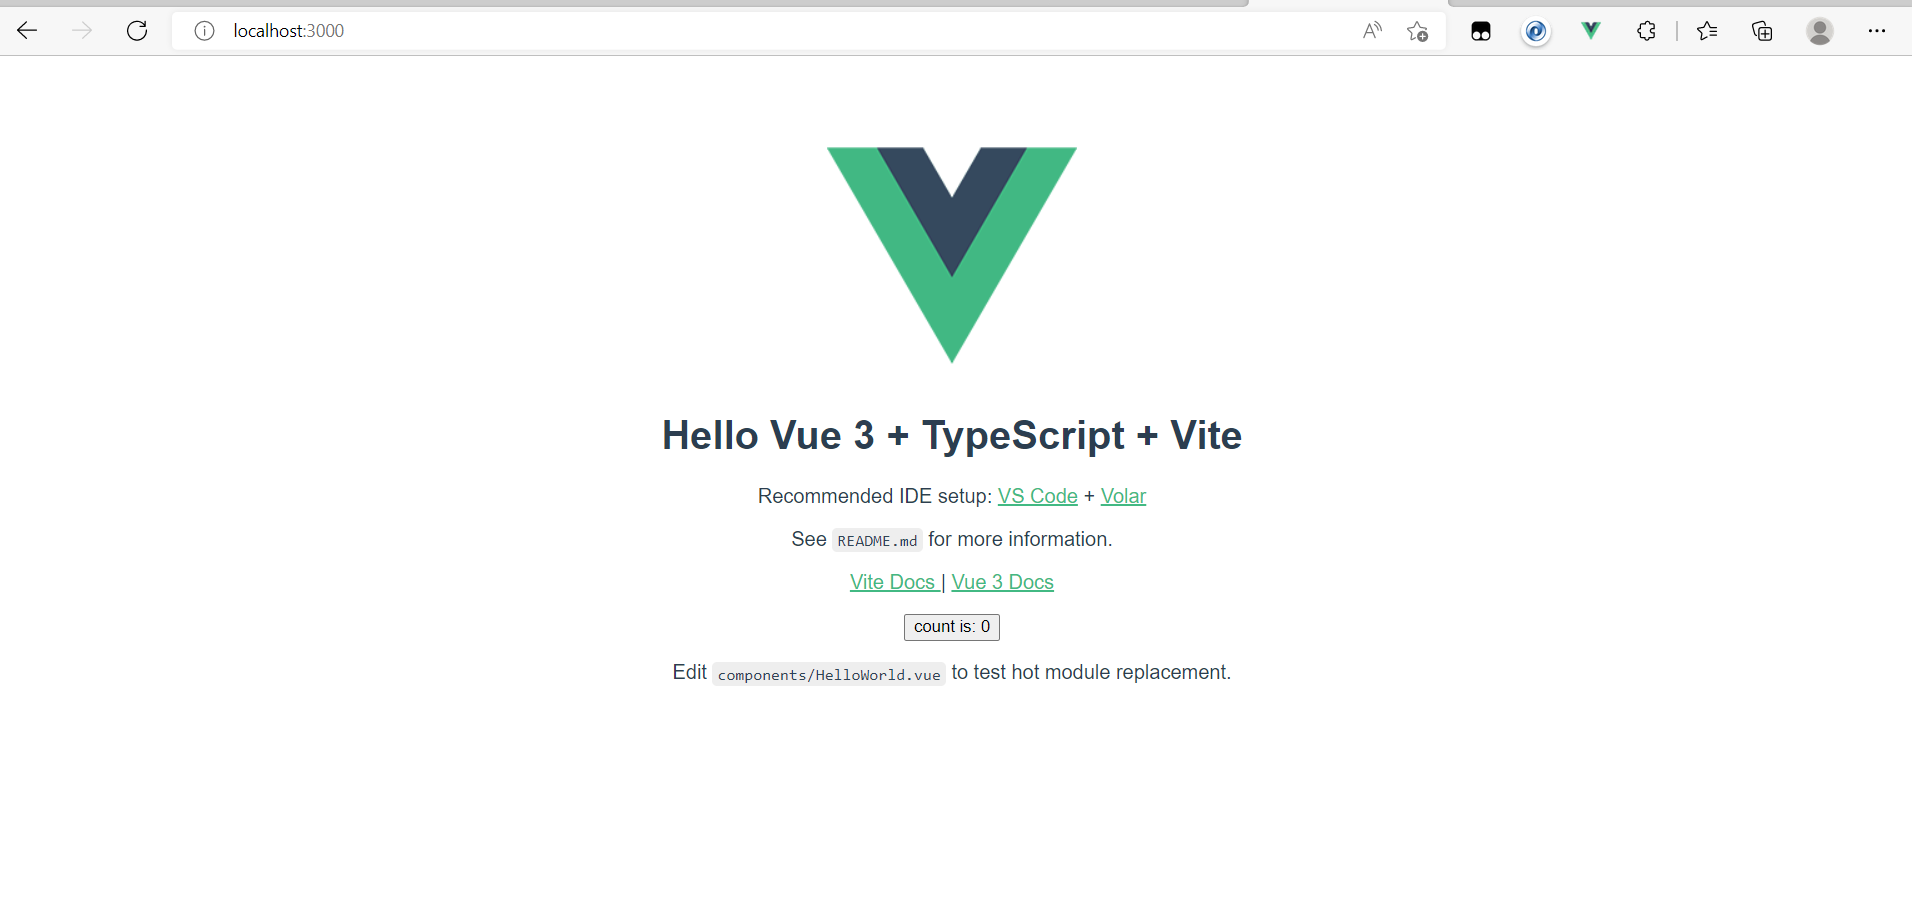 localhost:3000
Hello Vue 3 + TypeScript + Vite
Recommended IDE setup: VS Code + Volar
See README.md for more information.
Vite Docs | Vue 3 Docs
count is: 0
Edit components/HelloWorld.vue to test hot module replacement.